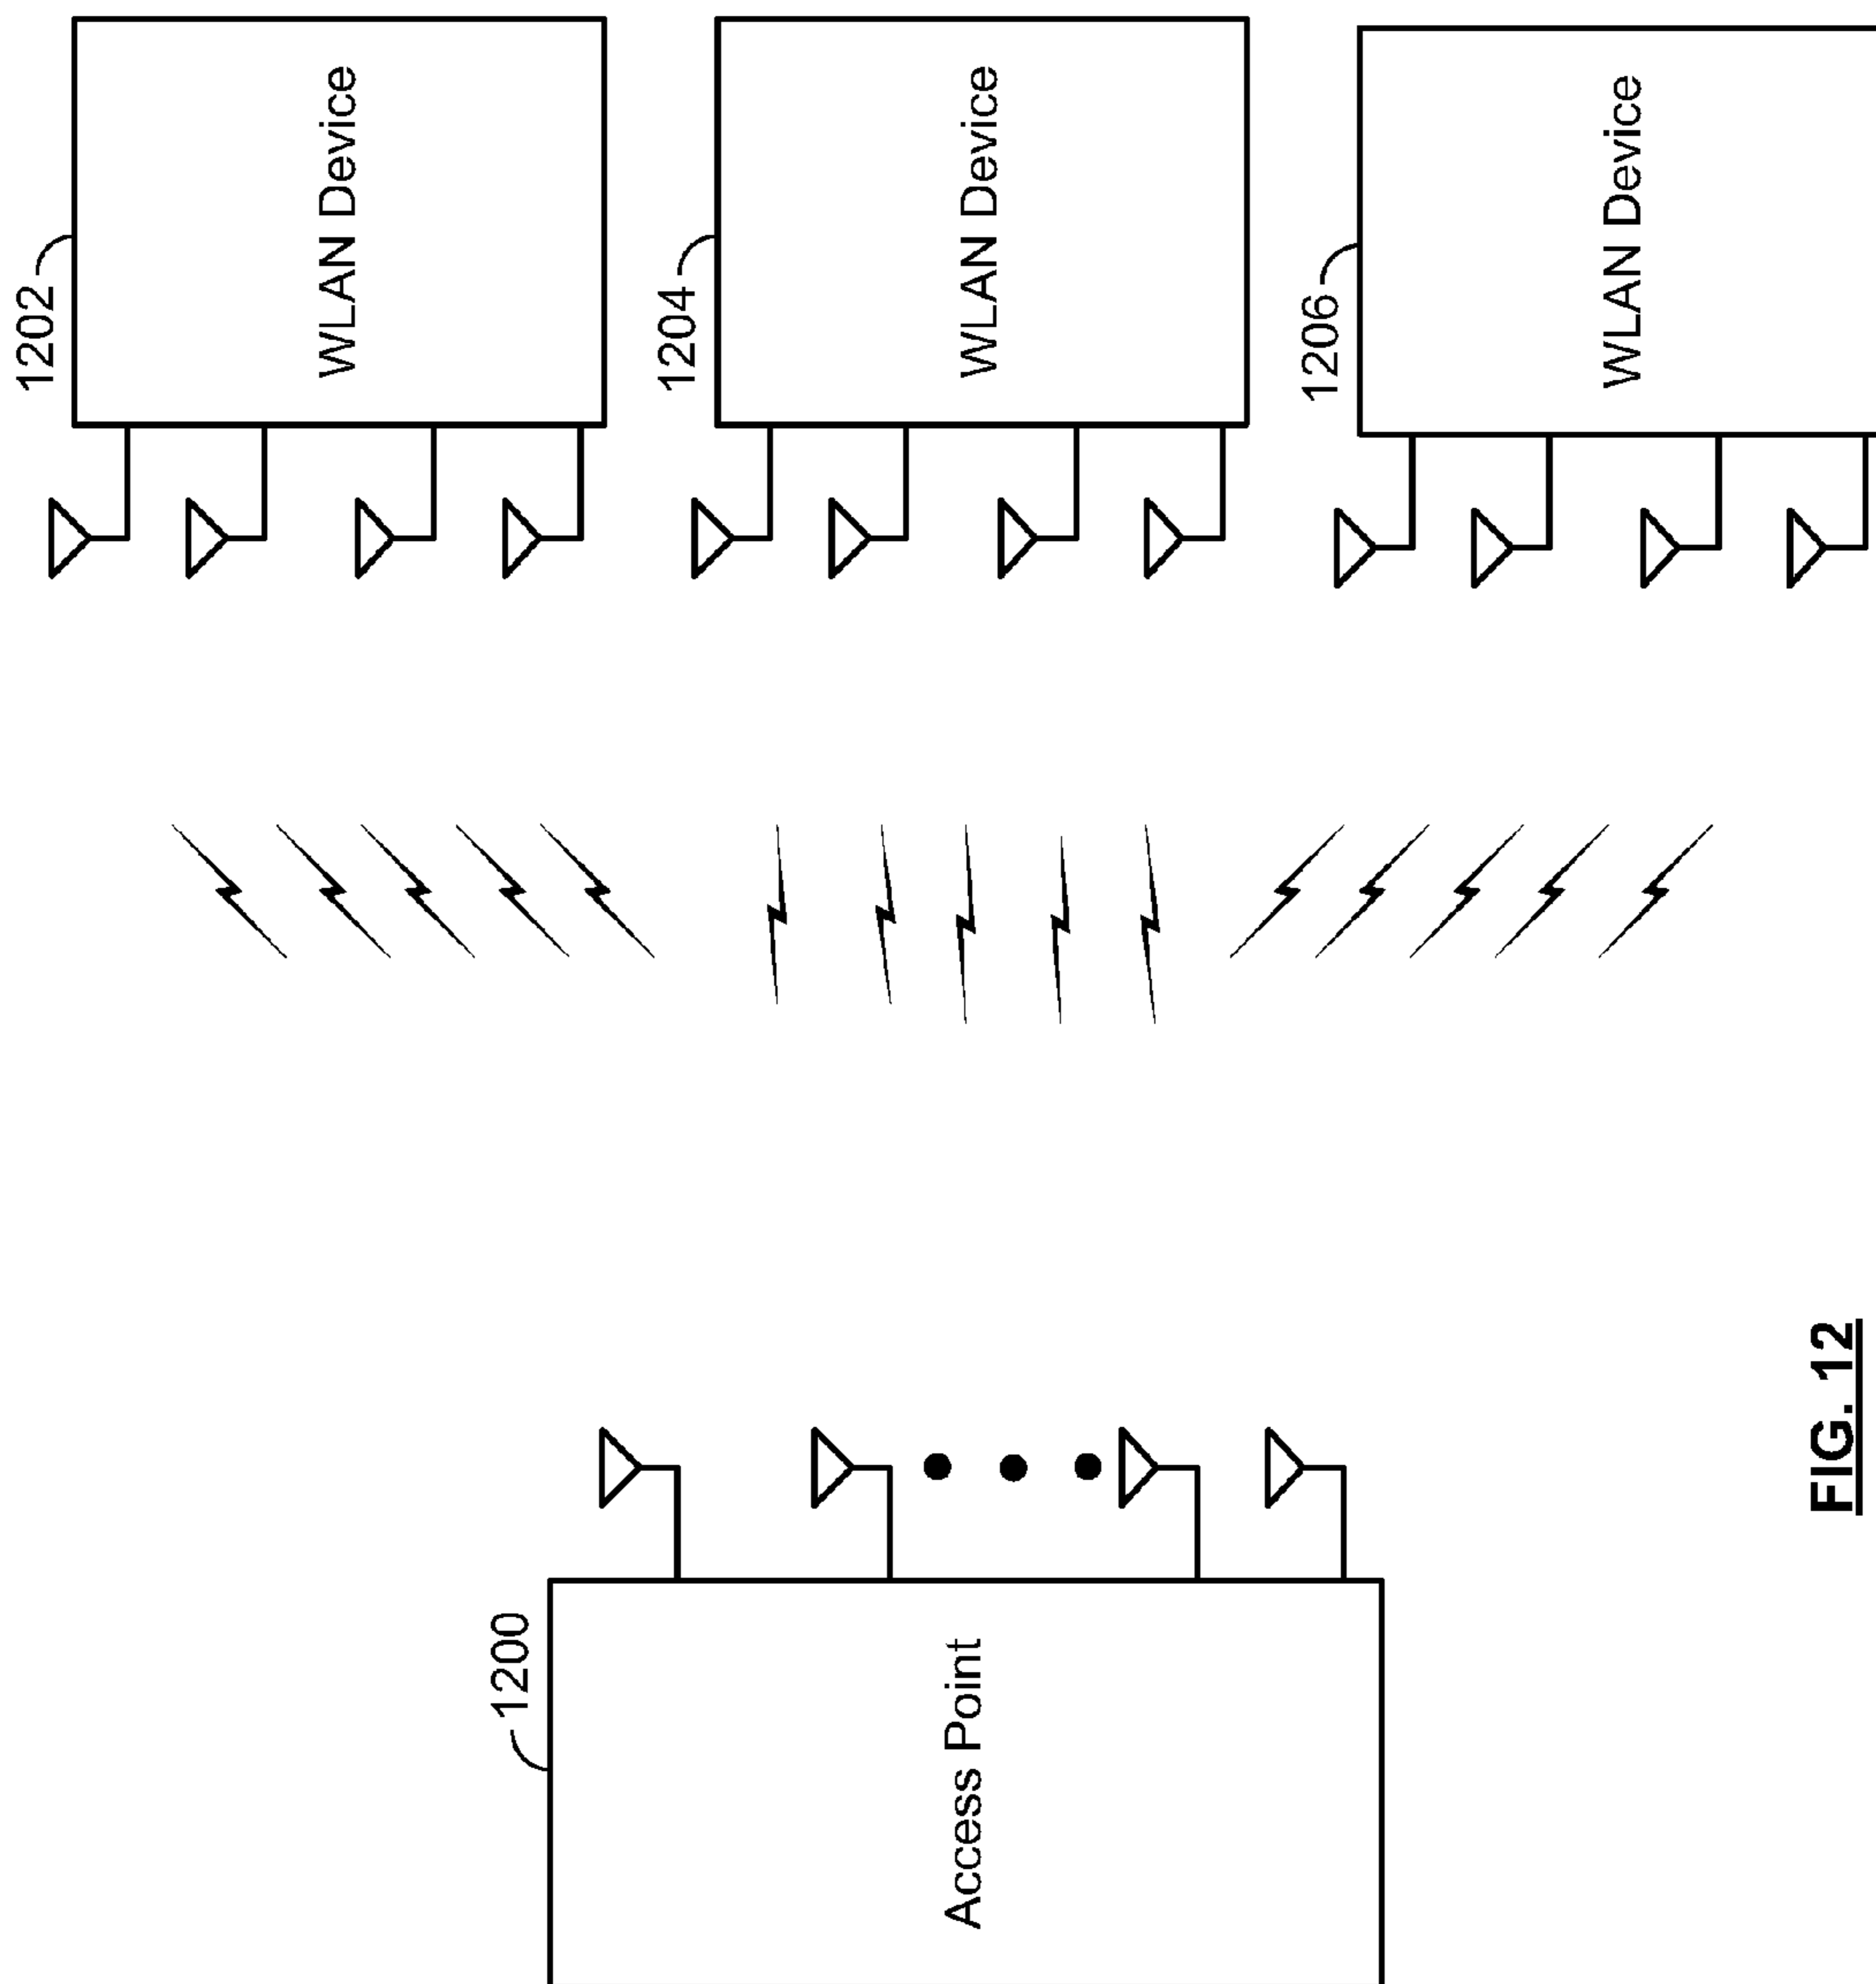 1200
Access Point
1202
WLAN Device
1204
WLAN Device
1206
WLAN Device
FIG. 12